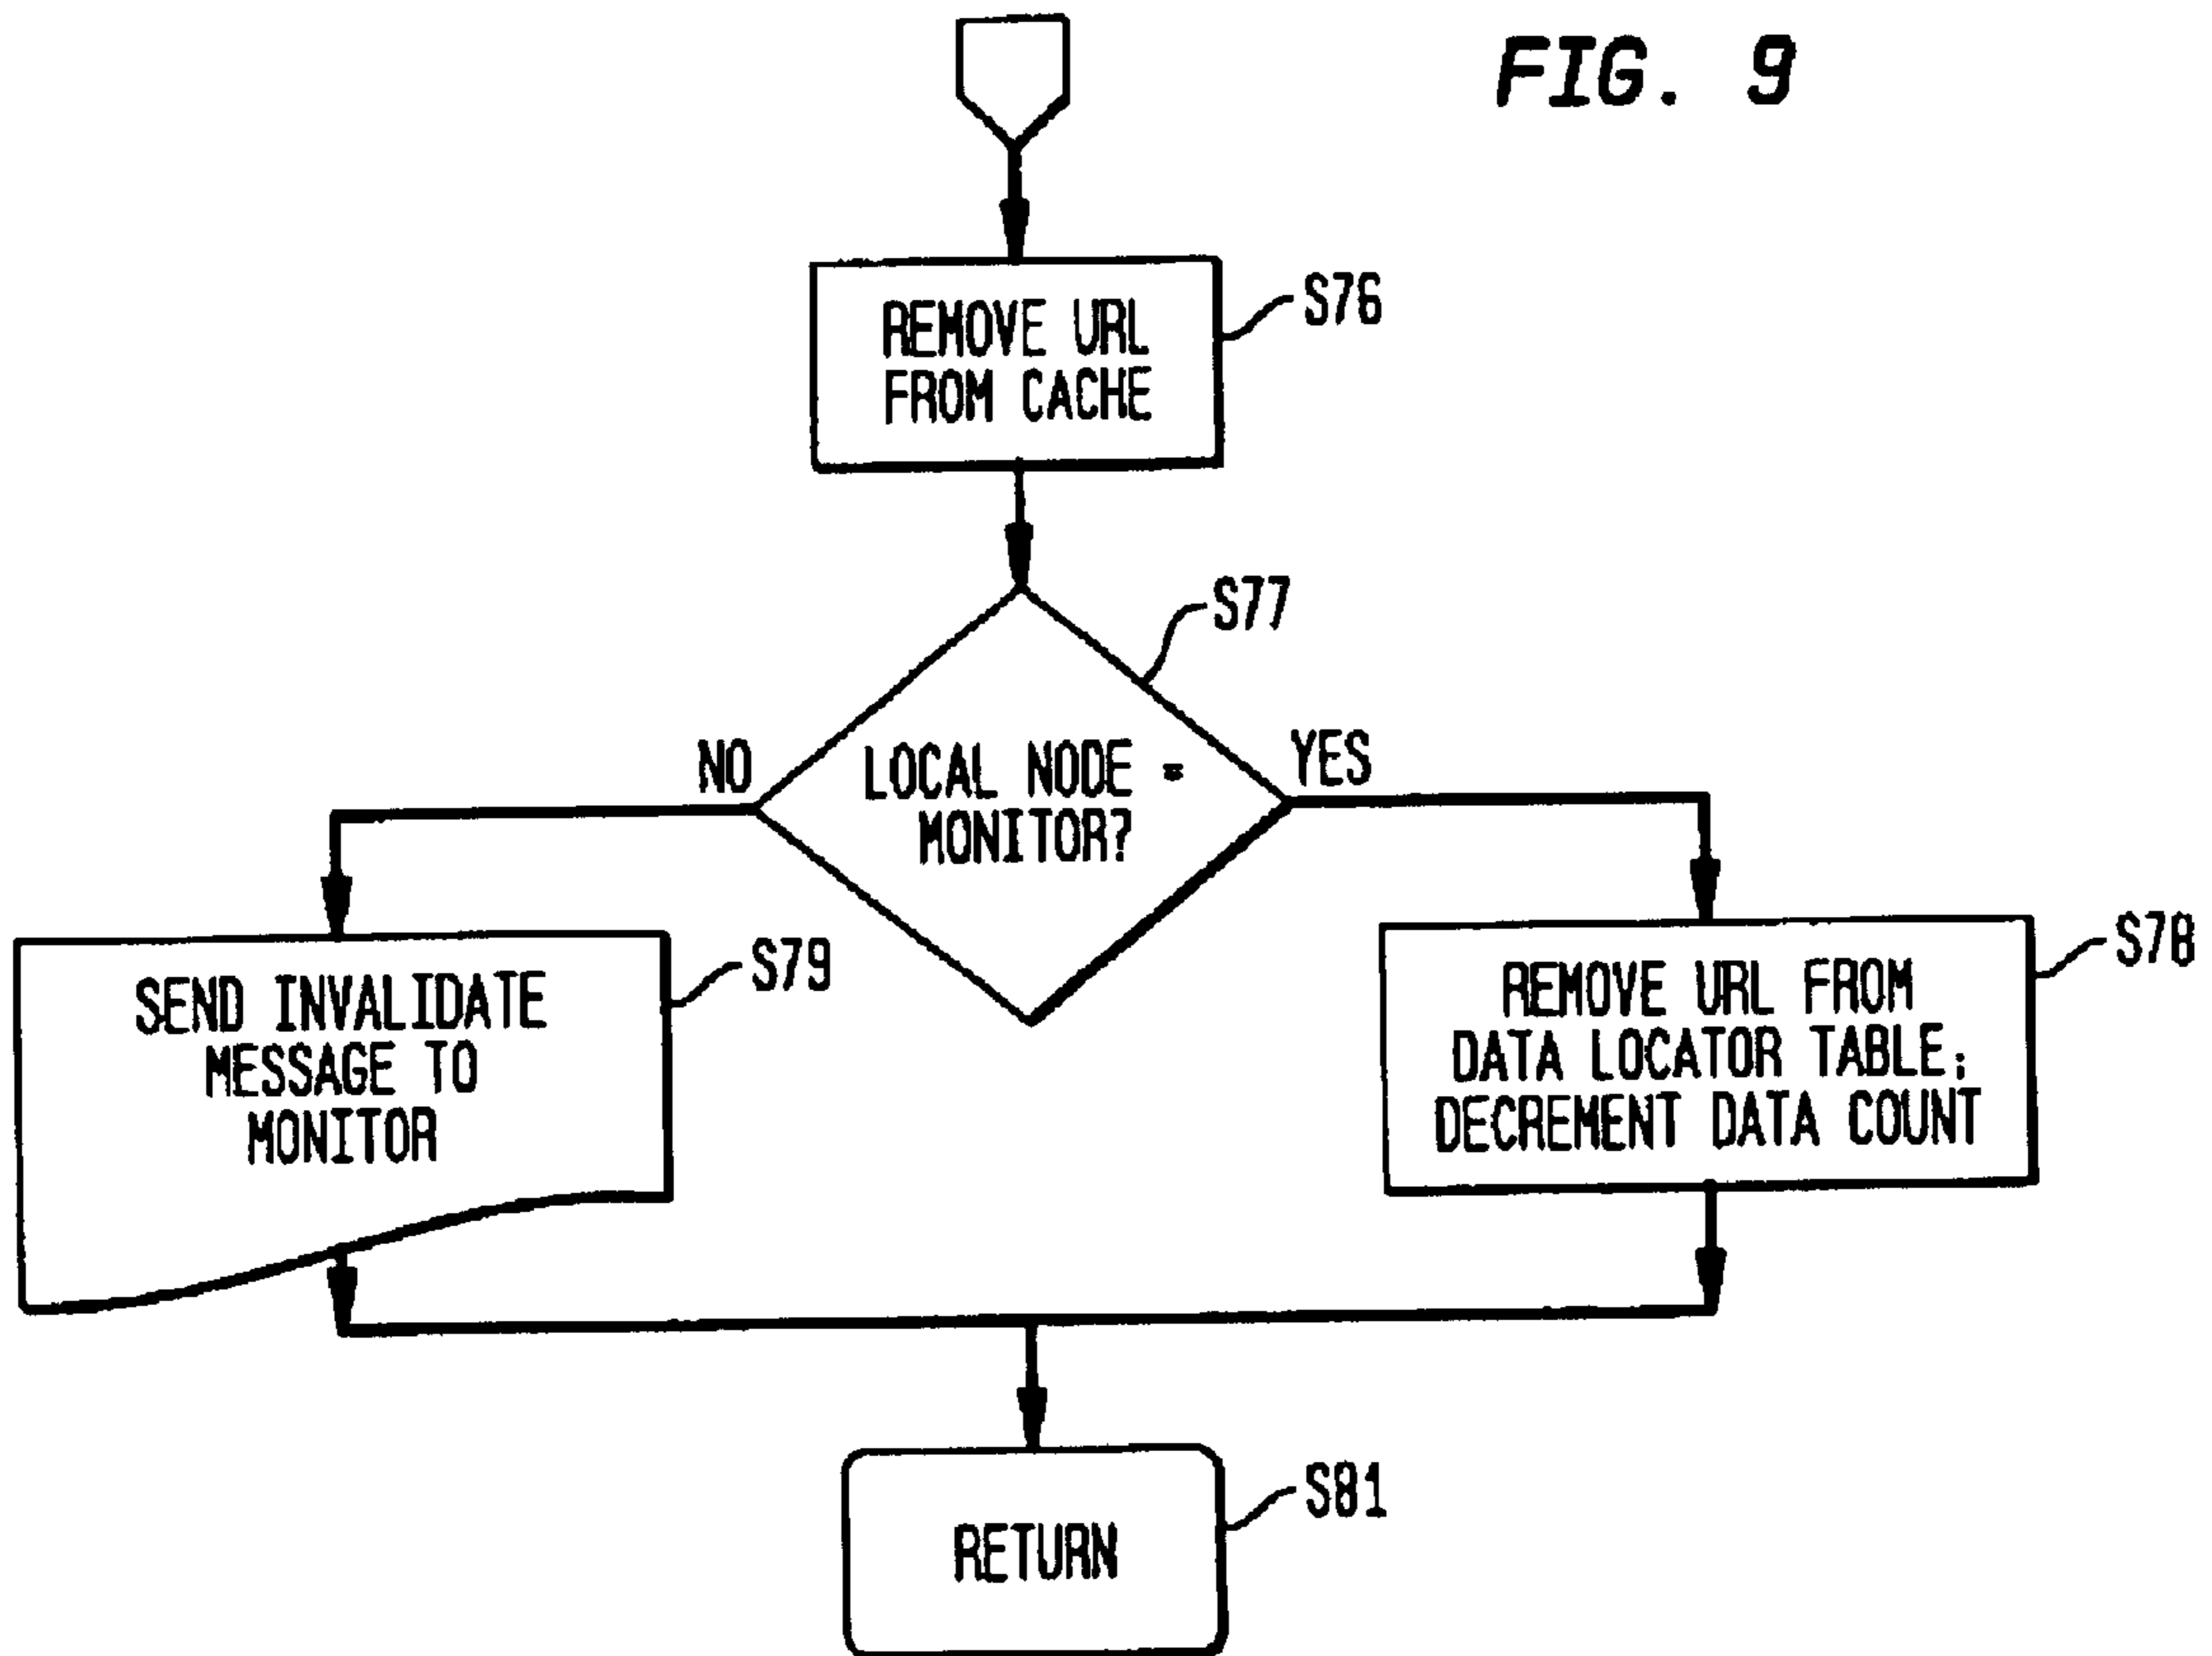 FIG. 9
REMOVE URL
FROM CACHE
S76
S77
NO
LOCAL NODE =
MONITOR?
YES
SEND INVALIDATE
MESSAGE TO
MONITOR
S79
REMOVE URL FROM
DATA LOCATOR TABLE;
DECREMENT DATA COUNT
S78
RETURN
S81